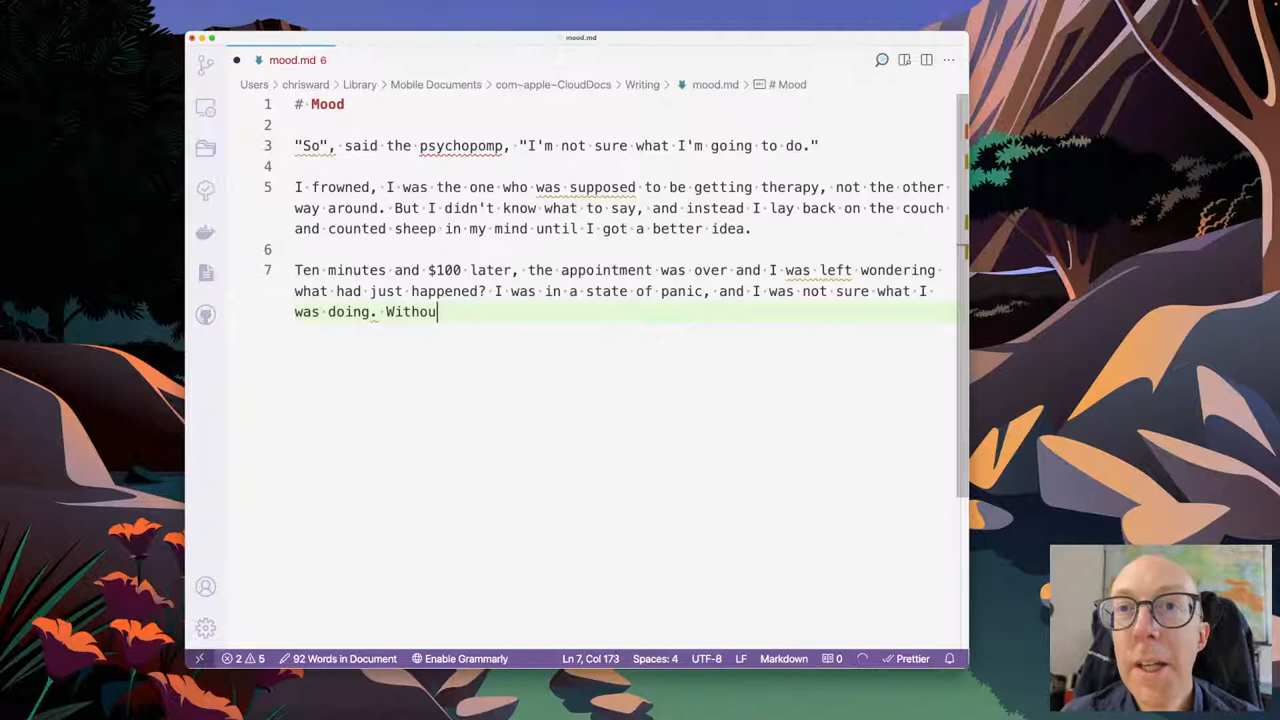 mood.md
mood.md 6
Users > chrisward > Library > Mobile Documents > com~apple~CloudDocs > Writing > mood.md > # Mood
1 # Mood
2
3 "So", said the psychopomp, "I'm not sure what I'm going to do."
4
5 I frowned, I was the one who was supposed to be getting therapy, not the other
way around. But I didn't know what to say, and instead I lay back on the couch
and counted sheep in my mind until I got a better idea.
6
7 Ten minutes and $100 later, the appointment was over and I was left wondering
what had just happened? I was in a state of panic, and I was not sure what I
was doing. Withou
2 5 92 Words in Document Enable Grammarly Ln 7, Col 173 Spaces: 4 UTF-8 LF Markdown 0 Prettier